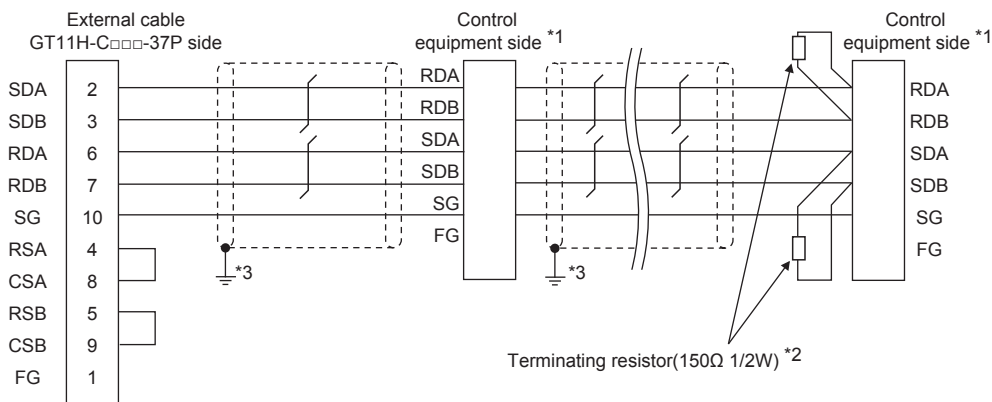 External cable
GT11H-C□□□-37P side
Control
equipment side *1
Control
equipment side *1
SDA 2 RDA RDA
SDB 3 RDB RDB
RDA 6 SDA SDA
RDB 7 SDB SDB
SG 10 SG SG
RSA 4 FG FG
*3 *3
CSA 8
RSB 5
CSB 9
FG 1
Terminating resistor(150Ω 1/2W) *2